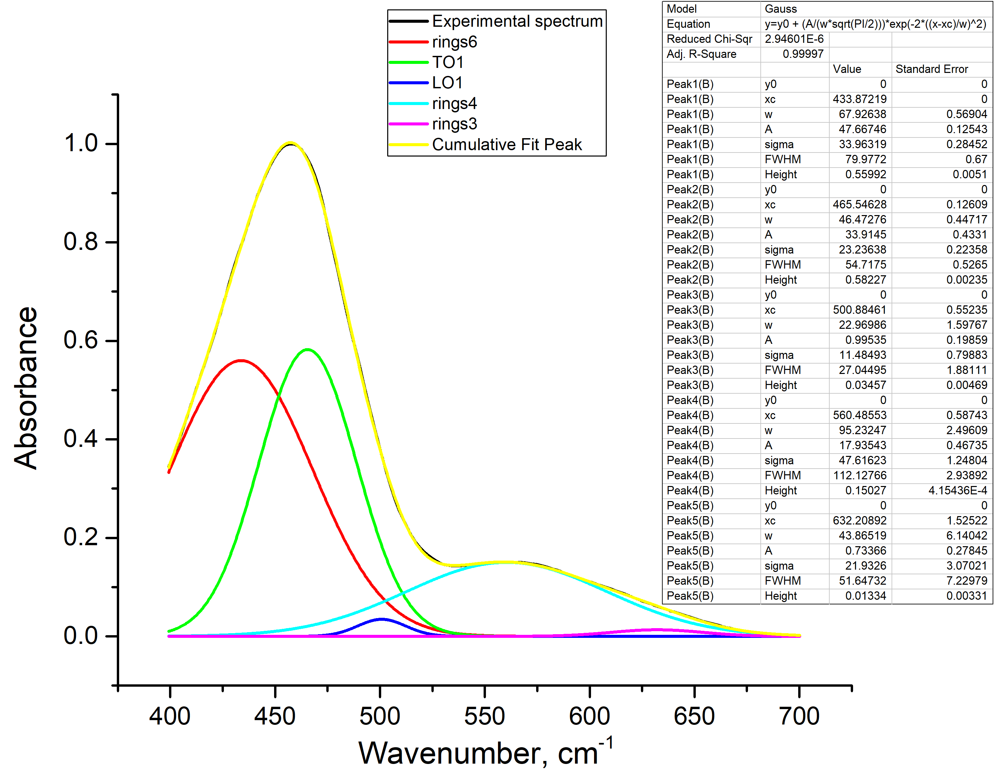 Experimental spectrum
rings6
TO1
LO1
rings4
rings3
Cumulative Fit Peak
Model Gauss
Equation y=y0 + (A/(w*sqrt(PI/2)))*exp(-2*((x-xc)/w)^2)
Reduced Chi-Sqr 2.94601E-6
Adj. R-Square 0.99997
Value Standard Error
Peak1(B) y0 0 0
Peak1(B) xc 433.87219 0
Peak1(B) w 67.92638 0.56904
Peak1(B) A 47.66746 0.12543
Peak1(B) sigma 33.96319 0.28452
Peak1(B) FWHM 79.9772 0.67
Peak1(B) Height 0.55992 0.0051
Peak2(B) y0 0 0
Peak2(B) xc 465.54628 0.12609
Peak2(B) w 46.47276 0.44717
Peak2(B) A 33.9145 0.4331
Peak2(B) sigma 23.23638 0.22358
Peak2(B) FWHM 54.7175 0.5265
Peak2(B) Height 0.58227 0.00235
Peak3(B) y0 0 0
Peak3(B) xc 500.88461 0.55235
Peak3(B) w 22.96986 1.59767
Peak3(B) A 0.99535 0.19859
Peak3(B) sigma 11.48493 0.79883
Peak3(B) FWHM 27.04495 1.88111
Peak3(B) Height 0.03457 0.00469
Peak4(B) y0 0 0
Peak4(B) xc 560.48553 0.58743
Peak4(B) w 95.23247 2.49609
Peak4(B) A 17.93543 0.46735
Peak4(B) sigma 47.61623 1.24804
Peak4(B) FWHM 112.12766 2.93892
Peak4(B) Height 0.15027 4.15436E-4
Peak5(B) y0 0 0
Peak5(B) xc 632.20892 1.52522
Peak5(B) w 43.86519 6.14042
Peak5(B) A 0.73366 0.27845
Peak5(B) sigma 21.9326 3.07021
Peak5(B) FWHM 51.64732 7.22979
Peak5(B) Height 0.01334 0.00331
Absorbance
1.0
0.8
0.6
0.4
0.2
0.0
400 450 500 550 600 650 700
Wavenumber, cm-1